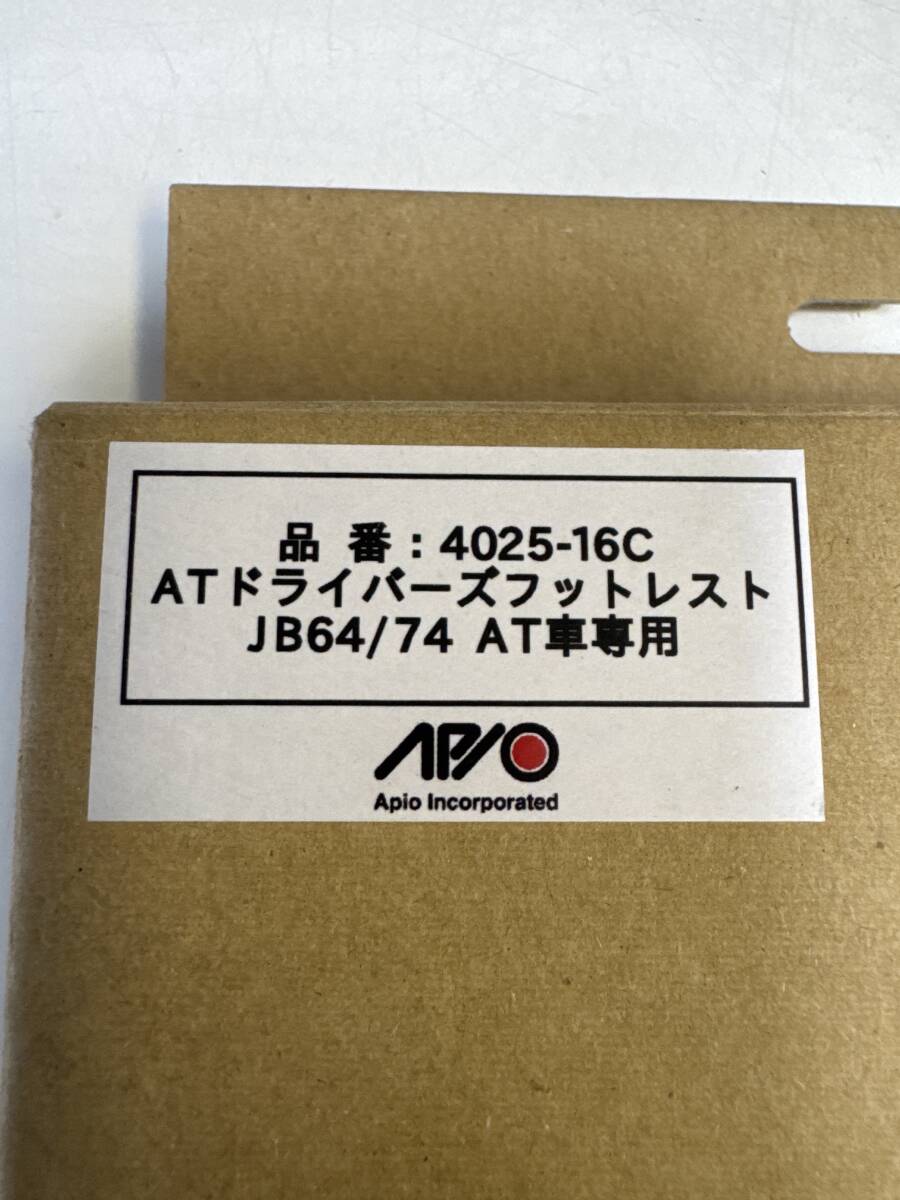 品 番：4025-16C
ATドライバーズフットレスト
JB64/74 AT車専用
APIO
Apio Incorporated